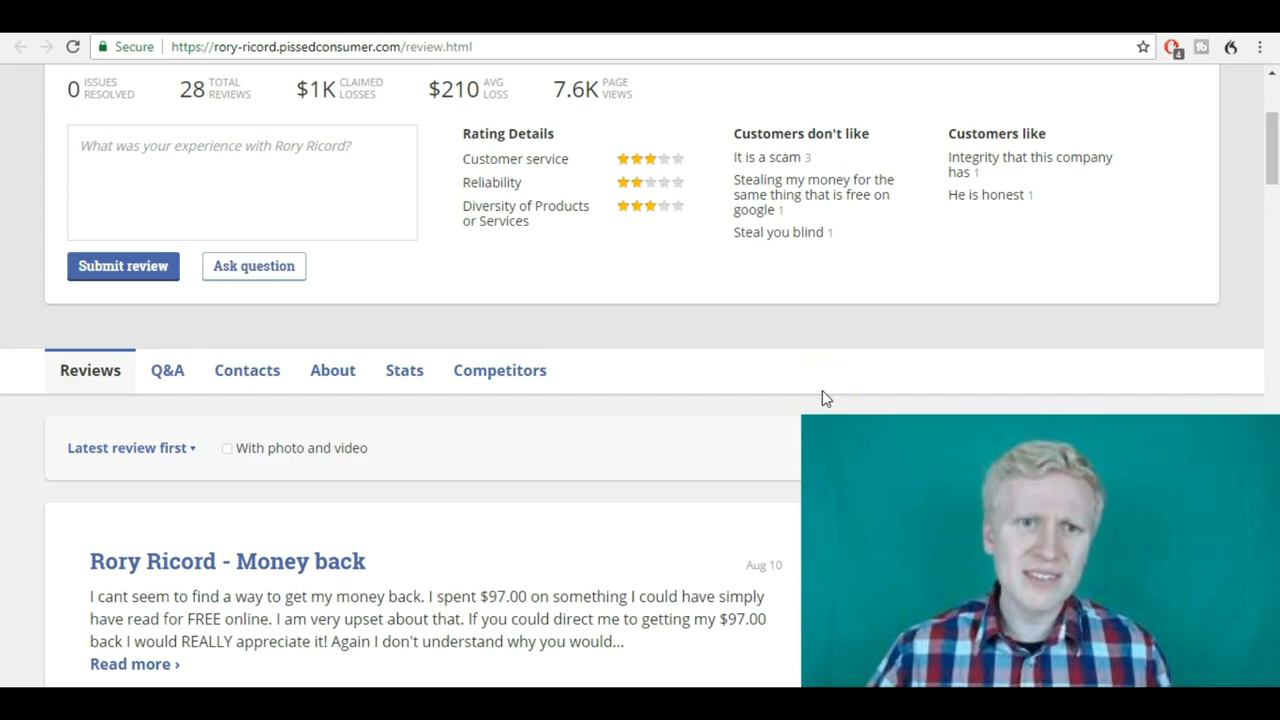 Secure
https://rory-ricord.pissedconsumer.com/review.html
4
0 ISSUES RESOLVED
28 TOTAL REVIEWS
$1K CLAIMED LOSSES
$210 AVG LOSS
7.6K PAGE VIEWS
What was your experience with Rory Ricord?
Submit review
Ask question
Rating Details
Customer service
Reliability
Diversity of Products
or Services
Customers don't like
It is a scam 3
Stealing my money for the
same thing that is free on
google 1
Steal you blind 1
Customers like
Integrity that this company
has 1
He is honest 1
Reviews
Q&A
Contacts
About
Stats
Competitors
Latest review first
With photo and video
Rory Ricord - Money back
Aug 10
I cant seem to find a way to get my money back. I spent $97.00 on something I could have simply
have read for FREE online. I am very upset about that. If you could direct me to getting my $97.00
back I would REALLY appreciate it! Again I don't understand why you would...
Read more ›